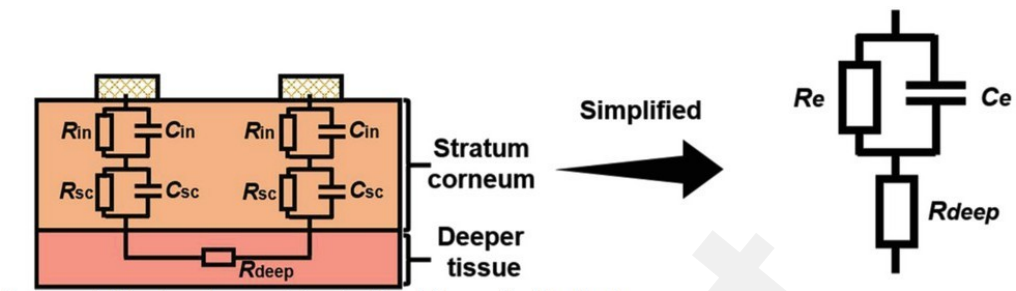 Rin Cin Rin Cin
Rsc Csc Rsc Csc
Rdeep
Stratum
corneum
Deeper
tissue
Simplified
Re Ce
Rdeep